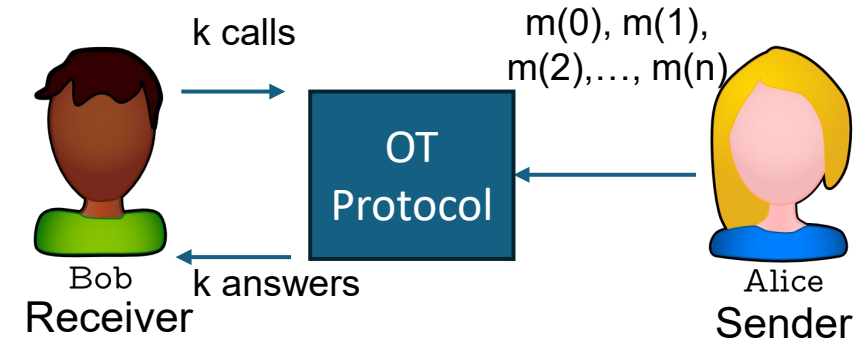 k calls
m(0), m(1),
m(2),…, m(n)
OT
Protocol
k answers
Bob
Receiver
Alice
Sender